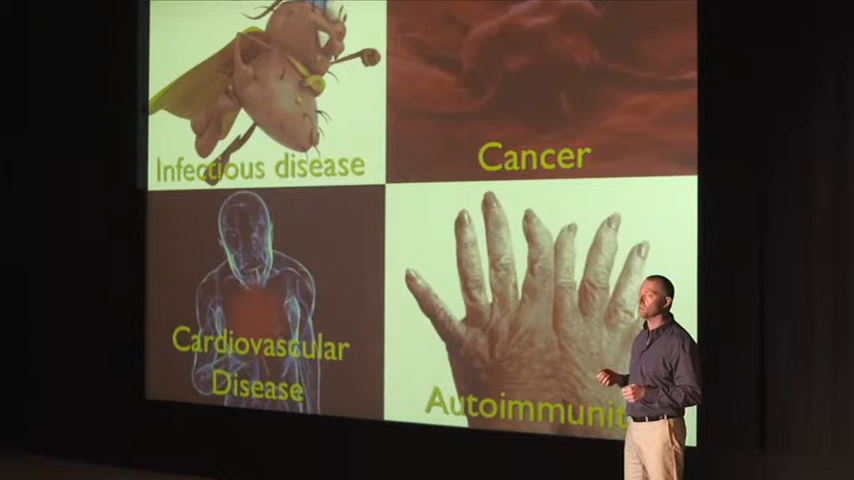 Infectious disease
Cancer
Cardiovascular
Disease
Autoimmunit